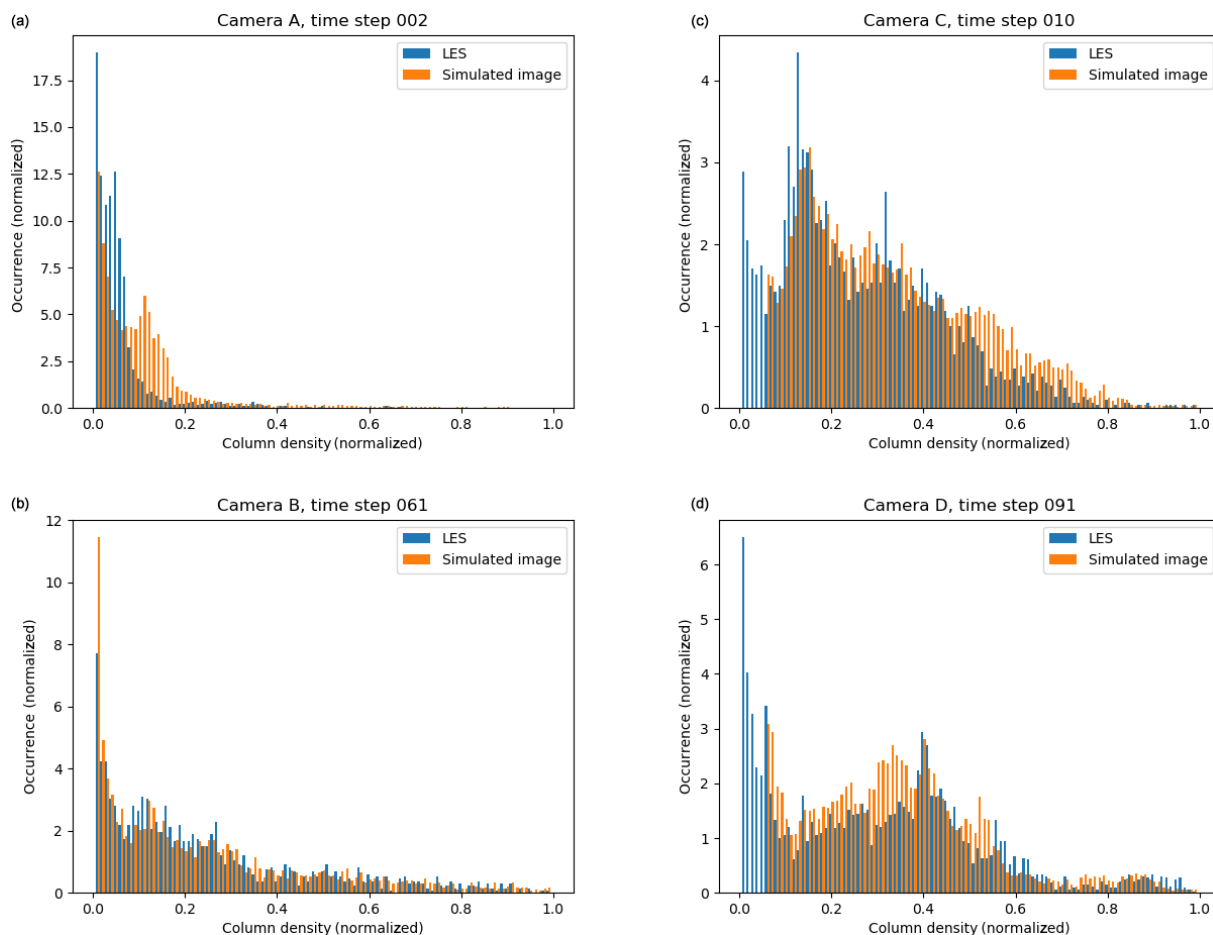 (a)
Camera A, time step 002
LES
Simulated image
Occurrence (normalized)
17.5
15.0
12.5
10.0
7.5
5.0
2.5
0.0
0.0 0.2 0.4 0.6 0.8 1.0
Column density (normalized)
(c)
Camera C, time step 010
LES
Simulated image
Occurrence (normalized)
4
3
2
1
0
0.0 0.2 0.4 0.6 0.8 1.0
Column density (normalized)
(b)
Camera B, time step 061
LES
Simulated image
Occurrence (normalized)
12
10
8
6
4
2
0
0.0 0.2 0.4 0.6 0.8 1.0
Column density (normalized)
(d)
Camera D, time step 091
LES
Simulated image
Occurrence (normalized)
6
5
4
3
2
1
0
0.0 0.2 0.4 0.6 0.8 1.0
Column density (normalized)